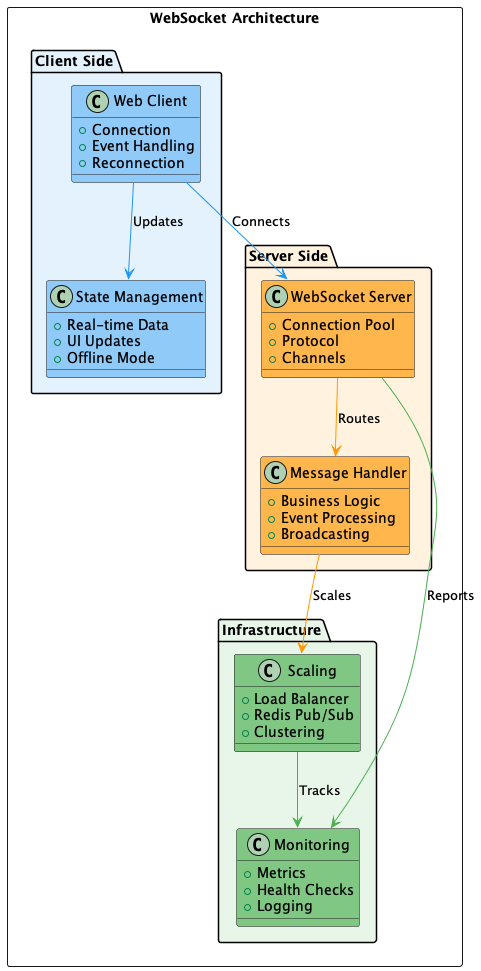 WebSocket Architecture
Client Side
C Web Client
Connection
Event Handling
Reconnection
Updates
Connects
Server Side
C State Management
Real-time Data
UI Updates
Offline Mode
C WebSocket Server
Connection Pool
Protocol
Channels
Routes
C Message Handler
Business Logic
Event Processing
Broadcasting
Scales
Reports
Infrastructure
C Scaling
Load Balancer
Redis Pub/Sub
Clustering
Tracks
C Monitoring
Metrics
Health Checks
Logging